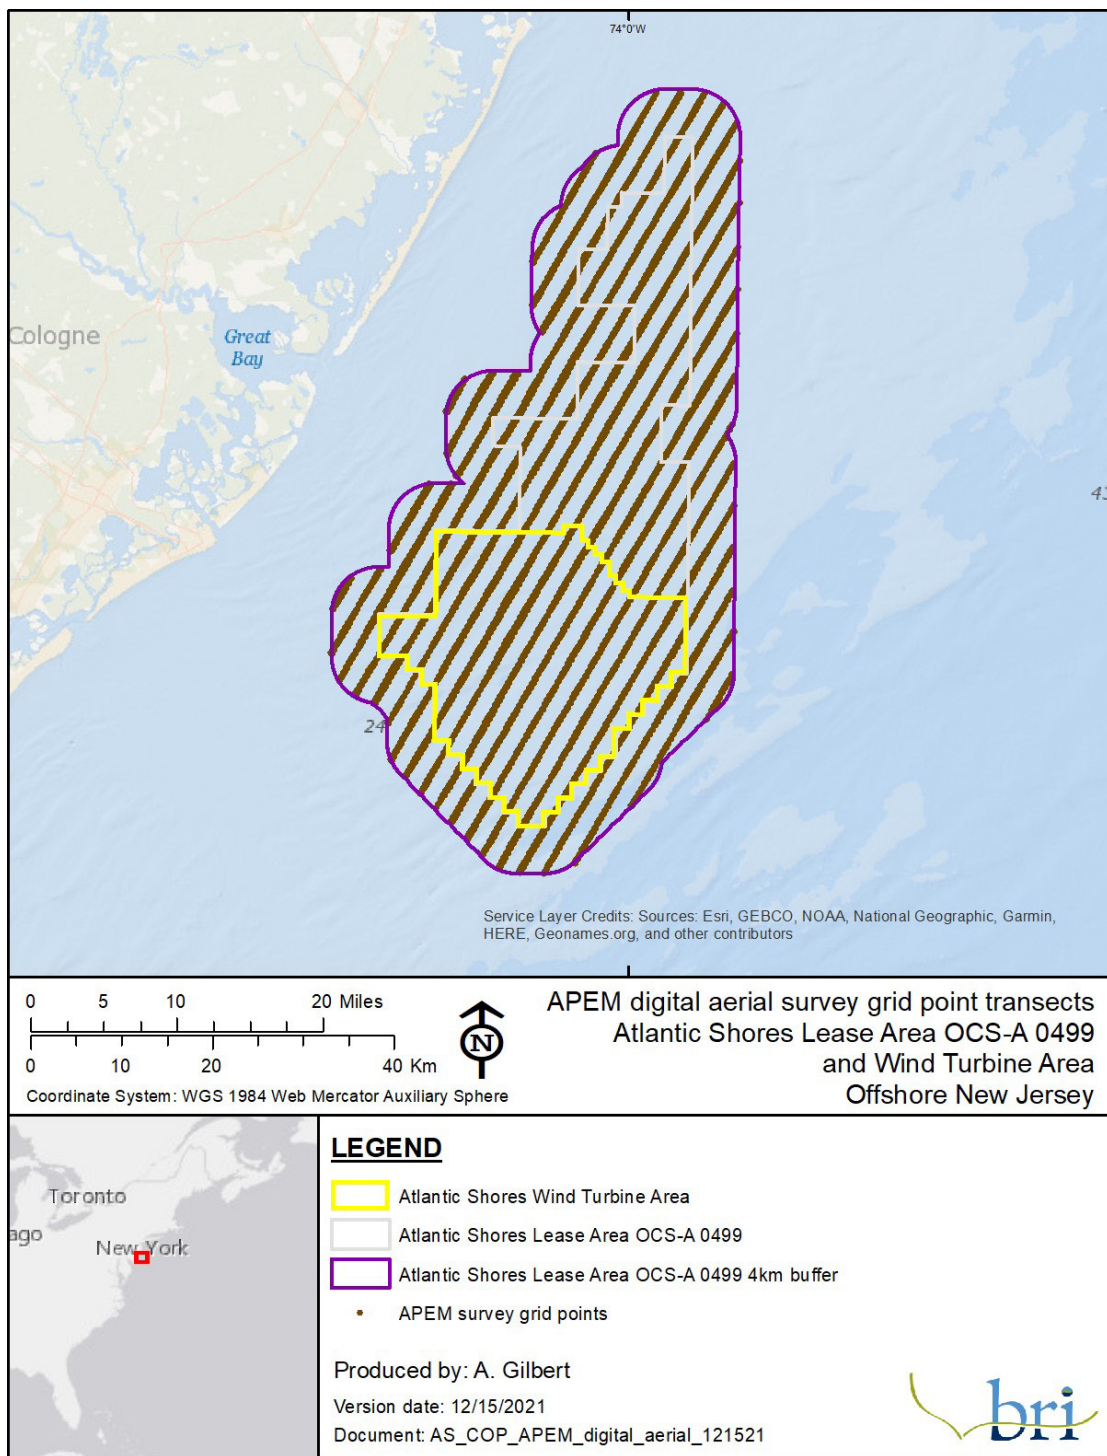 74°0'W
Cologne
Great
Bay
43
24
Service Layer Credits: Sources: Esri, GEBCO, NOAA, National Geographic, Garmin,
HERE, Geonames.org, and other contributors
0 5 10 20 Miles
0 10 20 40 Km
N
Coordinate System: WGS 1984 Web Mercator Auxiliary Sphere
APEM digital aerial survey grid point transects
Atlantic Shores Lease Area OCS-A 0499
and Wind Turbine Area
Offshore New Jersey
Toronto
ago
New York
LEGEND
Atlantic Shores Wind Turbine Area
Atlantic Shores Lease Area OCS-A 0499
Atlantic Shores Lease Area OCS-A 0499 4km buffer
APEM survey grid points
Produced by: A. Gilbert
Version date: 12/15/2021
Document: AS_COP_APEM_digital_aerial_121521
bri